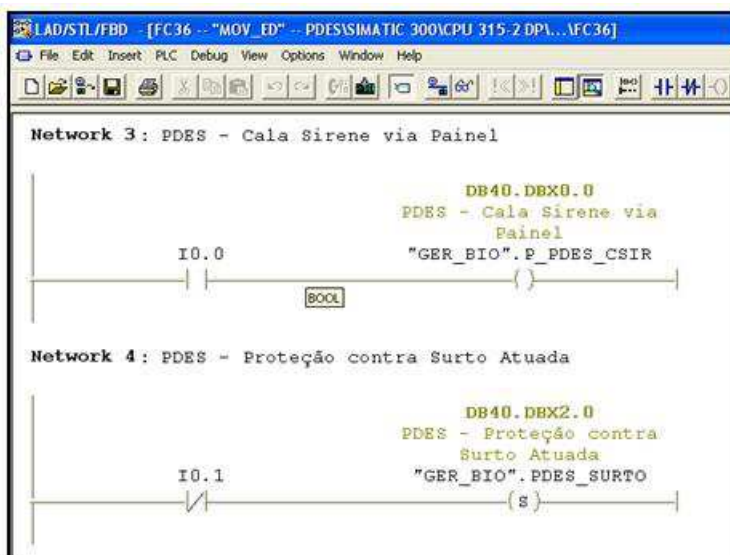 LAD/STL/FBD - [FC36 -- "MOV_ED" -- PDES\SIMATIC 300\CPU 315-2 DP\...\FC36]
File Edit Insert PLC Debug View Options Window Help
Network 3: PDES - Cala Sirene via Painel
DB40.DBX0.0
PDES - Cala Sirene via
Painel
I0.0 "GER_BIO".P_PDES_CSIR
BOOL
Network 4: PDES - Proteção contra Surto Atuada
DB40.DBX2.0
PDES - Proteção contra
Surto Atuada
I0.1 "GER_BIO".PDES_SURTO
S